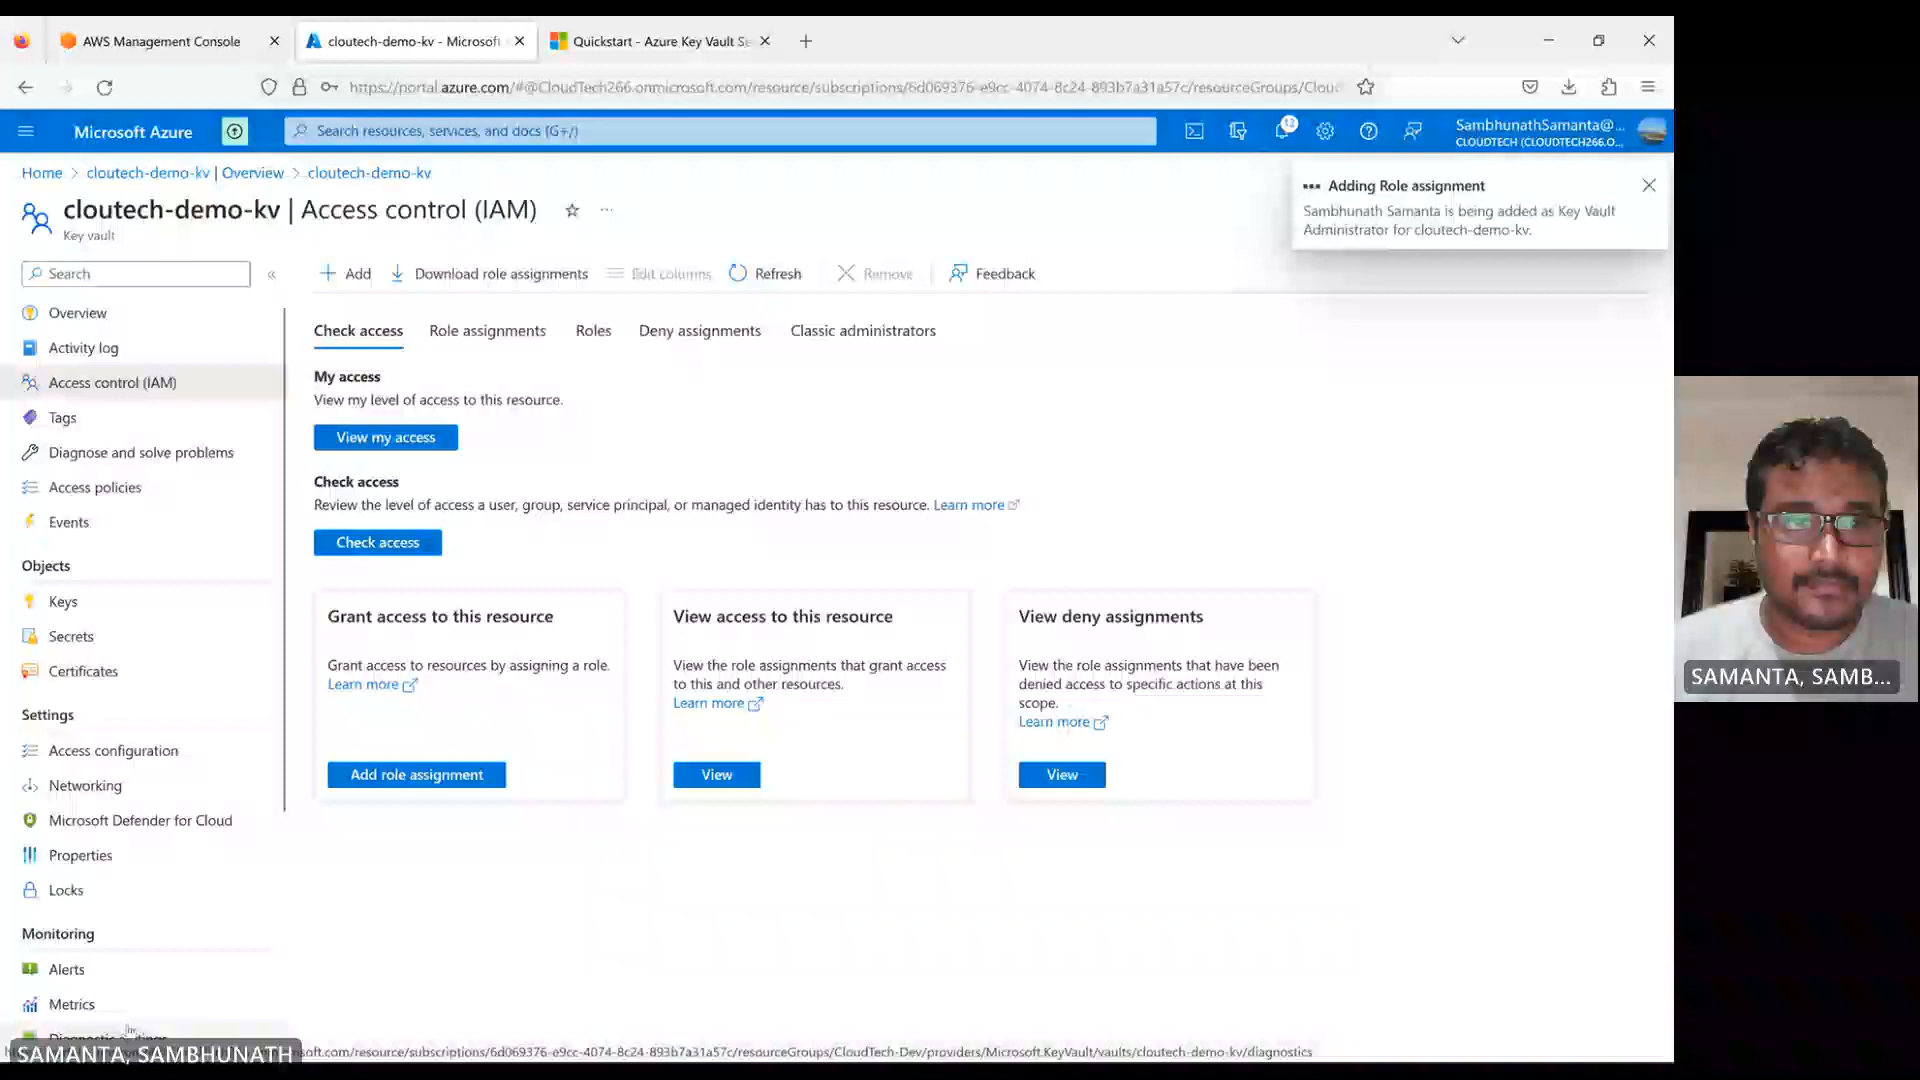 AWS Management Console
cloutech-demo-kv - Microsoft
Quickstart - Azure Key Vault Se
https://portal.azure.com/#@CloudTech266.onmicrosoft.com/resource/subscriptions/6d069376-e9cc-4074-8c24-893b7a31a57c/resourceGroups/Clouc
Microsoft Azure
Search resources, services, and docs (G+/)
12
SambhunathSamanta@...
CLOUDTECH (CLOUDTECH266.O...
Home > cloutech-demo-kv | Overview > cloutech-demo-kv
Adding Role assignment
Sambhunath Samanta is being added as Key Vault
Administrator for cloutech-demo-kv.
cloutech-demo-kv | Access control (IAM)
Key vault
Search
Add
Download role assignments
Edit columns
Refresh
Remove
Feedback
Overview
Activity log
Access control (IAM)
Tags
Diagnose and solve problems
Access policies
Events
Objects
Keys
Secrets
Certificates
Settings
Access configuration
Networking
Microsoft Defender for Cloud
Properties
Locks
Monitoring
Alerts
Metrics
Check access
Role assignments
Roles
Deny assignments
Classic administrators
My access
View my level of access to this resource.
View my access
Check access
Review the level of access a user, group, service principal, or managed identity has to this resource. Learn more
Check access
Grant access to this resource
Grant access to resources by assigning a role.
Learn more
Add role assignment
View access to this resource
View the role assignments that grant access
to this and other resources.
Learn more
View
View deny assignments
View the role assignments that have been
denied access to specific actions at this
scope.
Learn more
View
SAMANTA, SAMB...
SAMANTA, SAMBHUNATH
soft.com/resource/subscriptions/6d069376-e9cc-4074-8c24-893b7a31a57c/resourceGroups/CloudTech-Dev/providers/Microsoft.KeyVault/vaults/cloutech-demo-kv/diagnostics